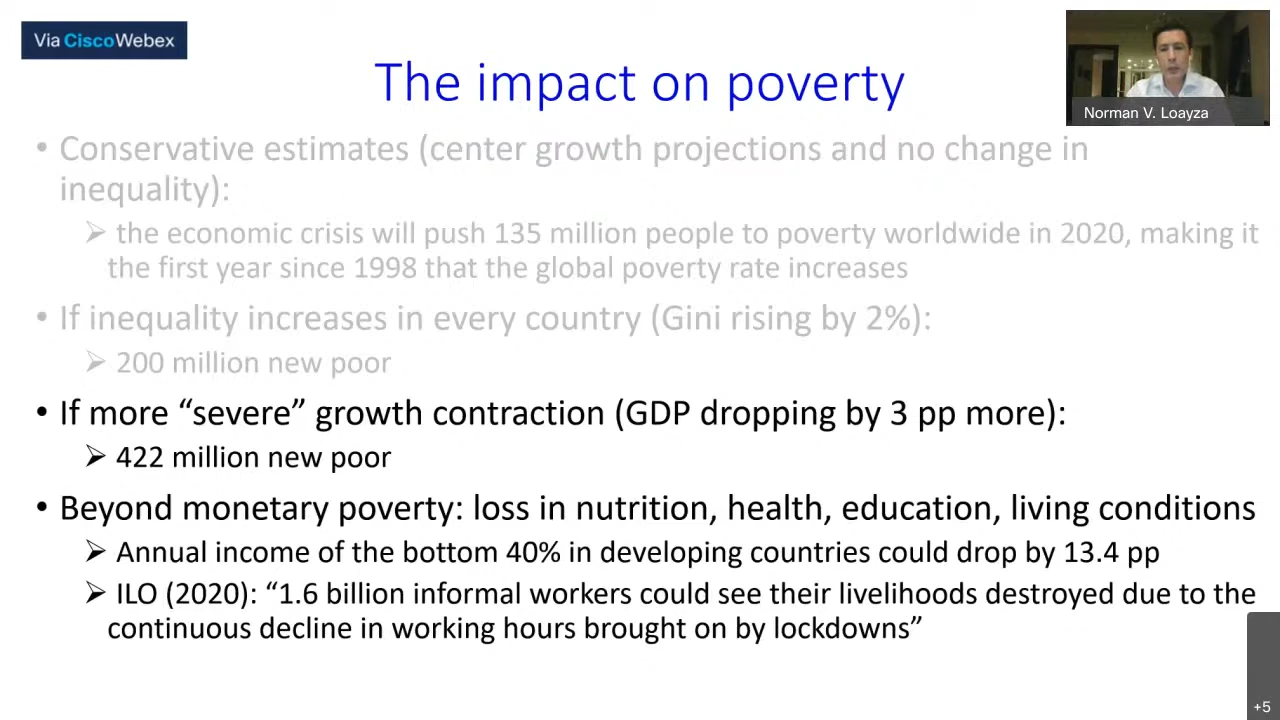 Via CiscoWebex
The impact on poverty
Norman V. Loayza
• Conservative estimates (center growth projections and no change in
inequality):
➢ the economic crisis will push 135 million people to poverty worldwide in 2020, making it
the first year since 1998 that the global poverty rate increases
• If inequality increases in every country (Gini rising by 2%):
➢ 200 million new poor
• If more “severe” growth contraction (GDP dropping by 3 pp more):
➢ 422 million new poor
• Beyond monetary poverty: loss in nutrition, health, education, living conditions
➢ Annual income of the bottom 40% in developing countries could drop by 13.4 pp
➢ ILO (2020): “1.6 billion informal workers could see their livelihoods destroyed due to the
continuous decline in working hours brought on by lockdowns”
+5